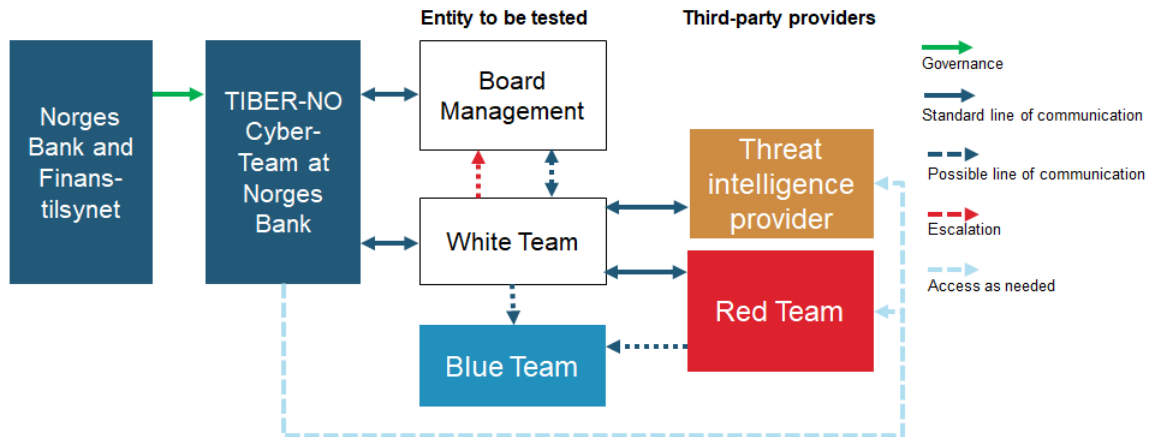 Entity to be tested
Third-party providers
Norges
Bank and
Finans-
tilsynet
TIBER-NO
Cyber-
Team at
Norges
Bank
Board
Management
White Team
Blue Team
Threat
intelligence
provider
Red Team
Governance
Standard line of communication
Possible line of communication
Escalation
Access as needed